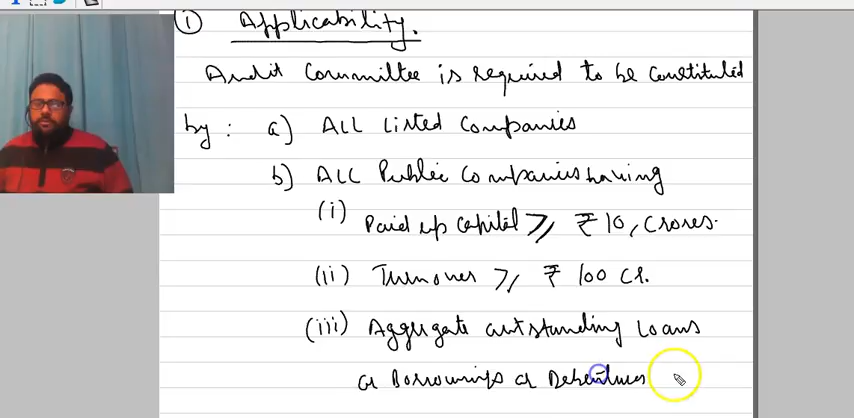 (i) Applicability.
Audit Committee is required to be constituted
by : a) ALL Listed Companies
b) ALL Public Companies having
(i) Paid up Capital ⩾ ₹ 10, Crores.
(ii) Turnover ⩾ ₹ 100 Cr.
(iii) Aggregate outstanding Loans
or Borrowings or Debentures